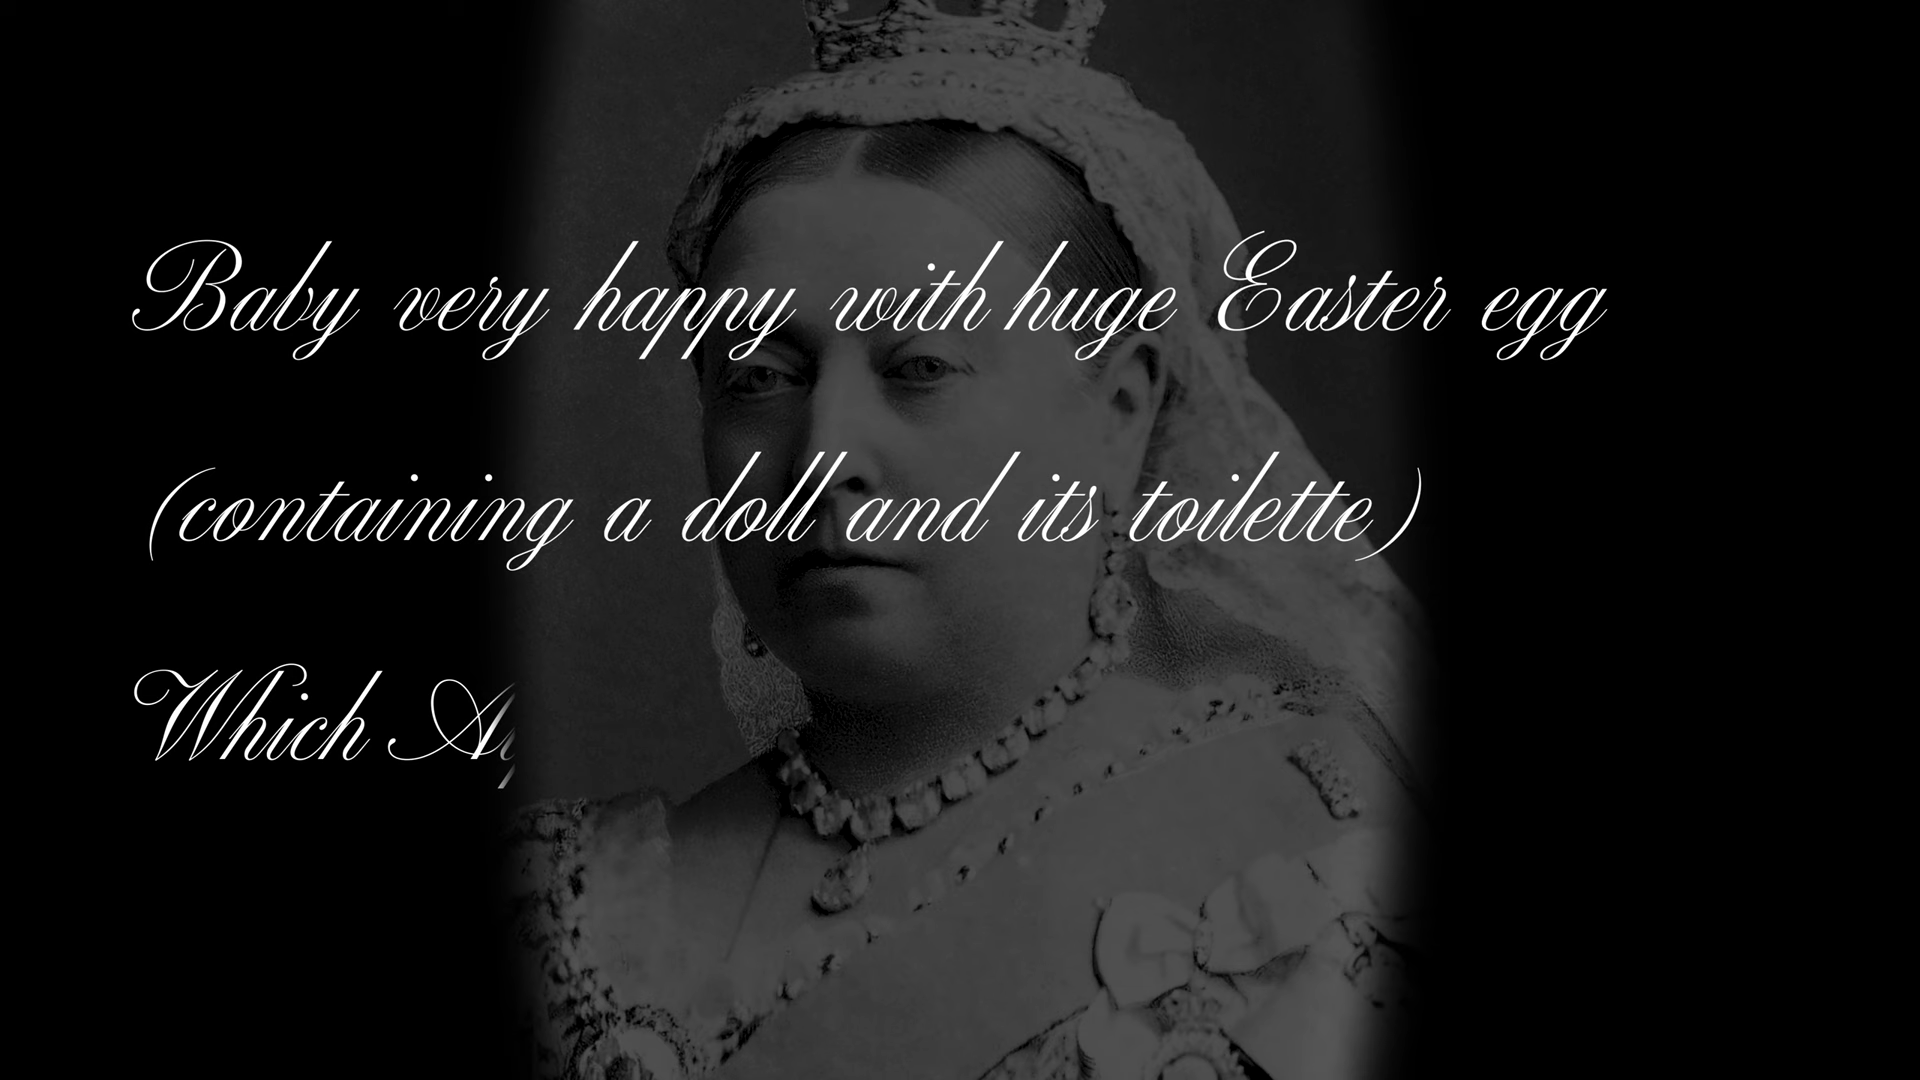 Baby very happy with huge Easter egg
(containing a doll and its toilette)
Which